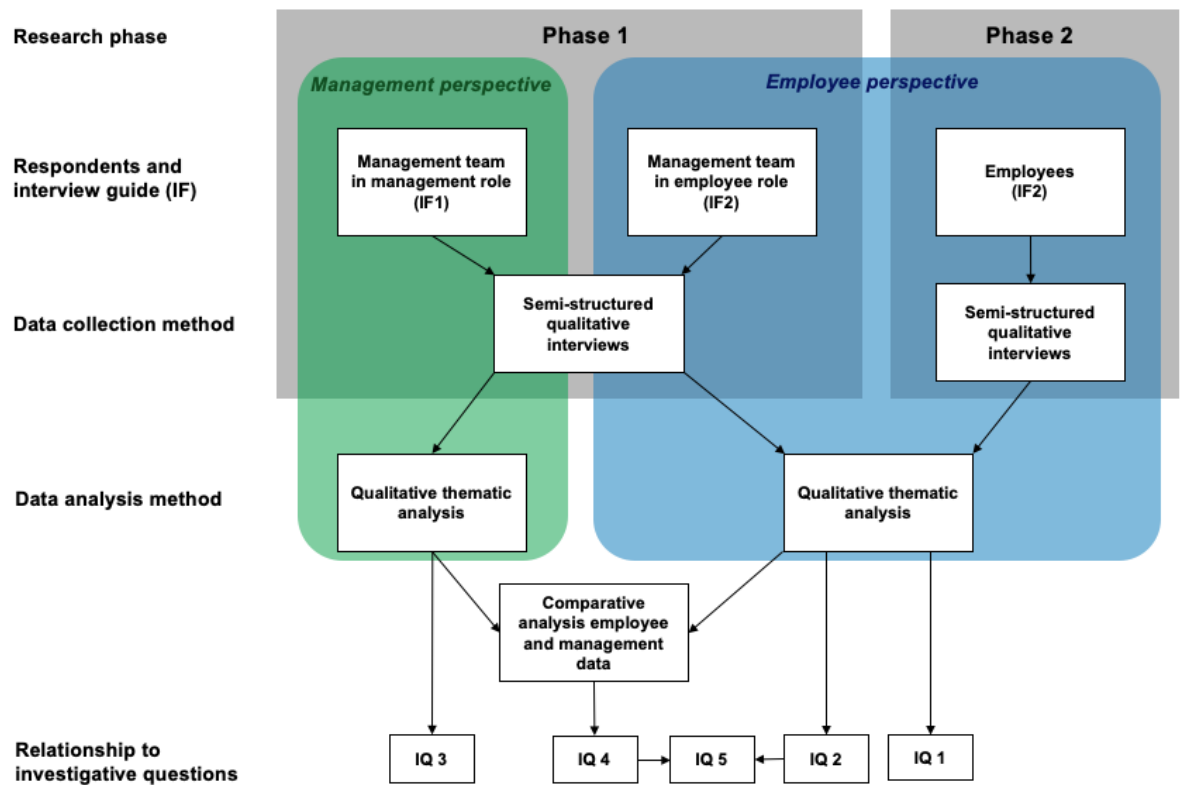 Research phase
Phase 1
Phase 2
Management perspective
Employee perspective
Respondents and
interview guide (IF)
Management team
in management role
(IF1)
Management team
in employee role
(IF2)
Employees
(IF2)
Data collection method
Semi-structured
qualitative
interviews
Semi-structured
qualitative
interviews
Data analysis method
Qualitative thematic
analysis
Qualitative thematic
analysis
Comparative
analysis employee
and management
data
Relationship to
investigative questions
IQ 3
IQ 4
IQ 5
IQ 2
IQ 1